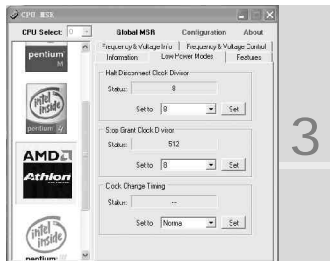 CPU MSR
CPU Select: 0
Global MSR Configuration About
Frequency & Voltage Info Frequency & Voltage Control
Information Low Power Modes Features
pentium
M
Halt Disconnect Clock Divisor
Status: 8
Set to 8 Set
intel
inside
pentium 4
Stop Grant Clock Divisor
Status: 512
Set to 8 Set
AMD
Athlon
Clock Change Timing
Status: --
Set to Norma Set
intel
inside
pentium
3